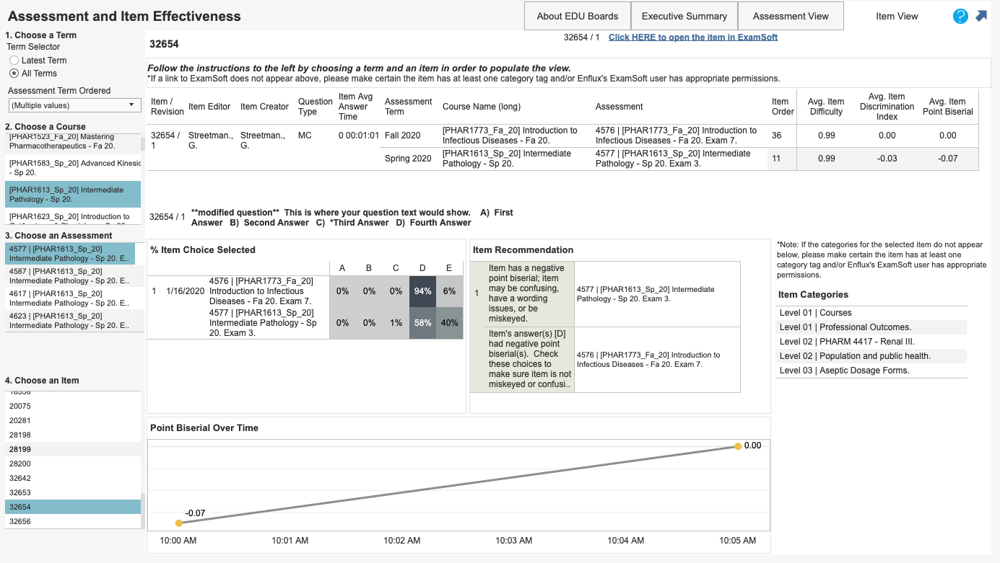 Assessment and Item Effectiveness
About EDU Boards
Executive Summary
Assessment View
Item View
?
1. Choose a Term
Term Selector
Latest Term
All Terms
Assessment Term Ordered
(Multiple values)
2. Choose a Course
[PHAR1523_Fa_20] Mastering
Pharmacotherapeutics - Fa 20.
[PHAR1583_Sp_20] Advanced Kinesic
- Sp 20.
[PHAR1613_Sp_20] Intermediate
Pathology - Sp 20.
[PHAR1623_Sp_20] Introduction to
3. Choose an Assessment
4577 | [PHAR1613_Sp_20]
Intermediate Pathology - Sp 20. E..
4587 | [PHAR1613_Sp_20]
Intermediate Pathology - Sp 20. E..
4617 | [PHAR1613_Sp_20]
Intermediate Pathology - Sp 20. E..
4623 | [PHAR1613_Sp_20]
Intermediate Pathology - Sp 20. E..
4. Choose an Item
16558
20075
20281
28198
28199
28200
32642
32653
32654
32656
32654
32654 / 1 Click HERE to open the item in ExamSoft
Follow the instructions to the left by choosing a term and an item in order to populate the view.
*If a link to ExamSoft does not appear above, please make certain the item has at least one category tag and/or Enflux's ExamSoft user has appropriate permissions.
Item /
Revision
Item Editor
Item Creator
Question
Type
Item Avg
Answer
Time
Assessment
Term
Course Name (long)
Assessment
Item
Order
Avg. Item
Difficulty
Avg. Item
Discrimination
Index
Avg. Item
Point Biserial
32654 /
1
Streetman.,
G.
Streetman.,
G.
MC
0 00:01:01
Fall 2020
[PHAR1773_Fa_20] Introduction to
Infectious Diseases - Fa 20.
4576 | [PHAR1773_Fa_20] Introduction to
Infectious Diseases - Fa 20. Exam 7.
36
0.99
0.00
0.00
Spring 2020
[PHAR1613_Sp_20] Intermediate
Pathology - Sp 20.
4577 | [PHAR1613_Sp_20] Intermediate
Pathology - Sp 20. Exam 3.
11
0.99
-0.03
-0.07
32654 / 1
**modified question** This is where your question text would show. A) First
Answer B) Second Answer C) *Third Answer D) Fourth Answer
% Item Choice Selected
A B C D E
1 1/16/2020
4576 | [PHAR1773_Fa_20]
Introduction to Infectious
Diseases - Fa 20. Exam 7.
0% 0% 0% 94% 6%
4577 | [PHAR1613_Sp_20]
Intermediate Pathology - Sp
20. Exam 3.
0% 0% 1% 58% 40%
Item Recommendation
1
Item has a negative
point biserial; item
may be confusing,
have a wording
issues, or be
miskeyed.
4577 | [PHAR1613_Sp_20] Intermediate
Pathology - Sp 20. Exam 3.
Item's answer(s) [D]
had negative point
biserial(s). Check
these choices to
make sure item is not
miskeyed or confusi..
4576 | [PHAR1773_Fa_20] Introduction to
Infectious Diseases - Fa 20. Exam 7.
*Note: If the categories for the selected item do not appear
below, please make certain the item has at least one
category tag and/or Enflux's ExamSoft user has appropriate
permissions.
Item Categories
Level 01 | Courses
Level 01 | Professional Outcomes.
Level 02 | PHARM 4417 - Renal III.
Level 02 | Population and public health.
Level 03 | Aseptic Dosage Forms.
Point Biserial Over Time
0.00
-0.07
10:00 AM 10:01 AM 10:02 AM 10:03 AM 10:04 AM 10:05 AM